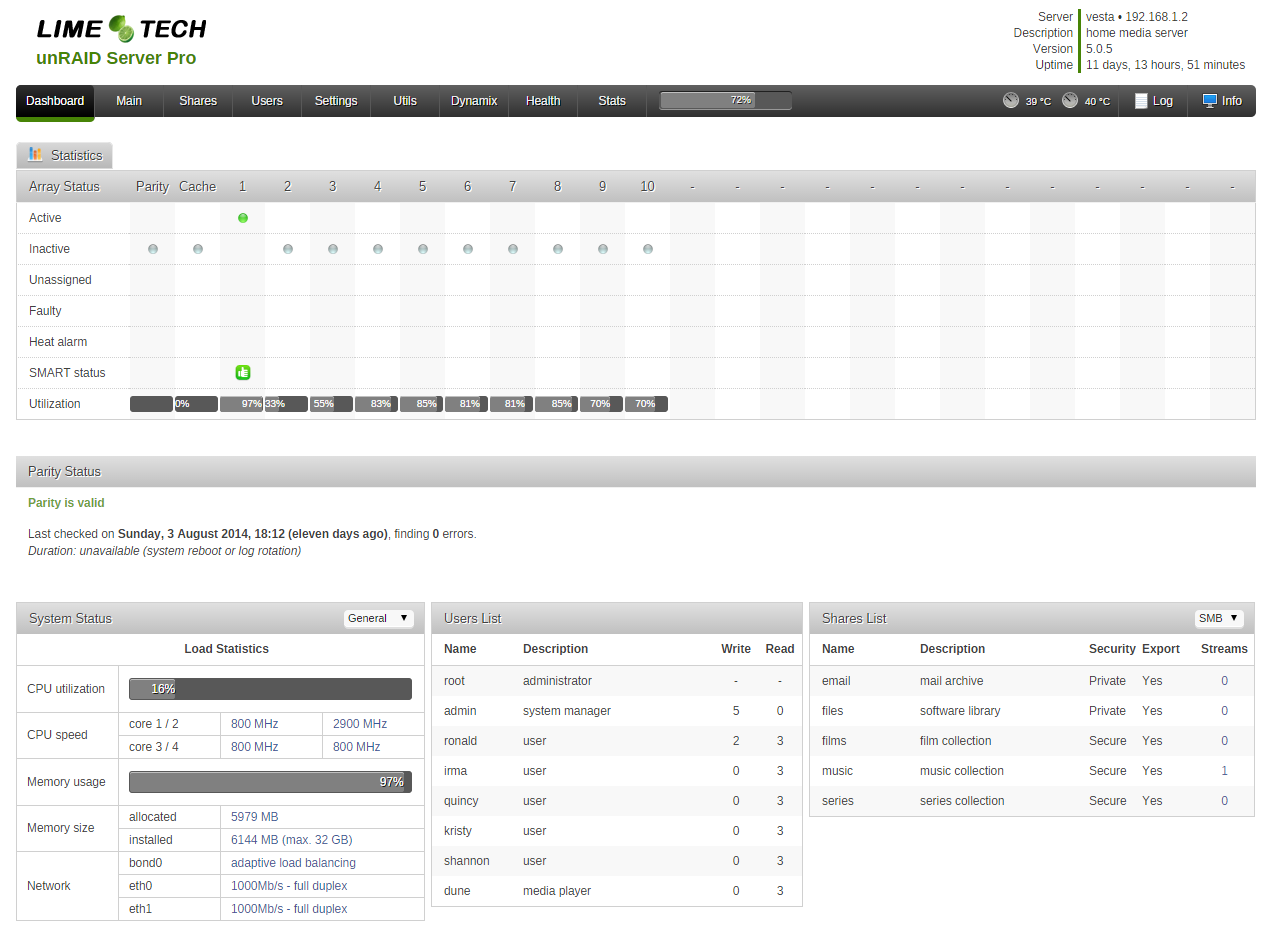 LIME TECH
unRAID Server Pro
Server vesta • 192.168.1.2
Description home media server
Version 5.0.5
Uptime 11 days, 13 hours, 51 minutes
Dashboard Main Shares Users Settings Utils Dynamix Health Stats 72% 39 °C 40 °C Log Info
Statistics
Array Status Parity Cache 1 2 3 4 5 6 7 8 9 10 - - - - - - - - - - - - -
Active
Inactive
Unassigned
Faulty
Heat alarm
SMART status
Utilization 0% 97% 33% 55% 83% 85% 81% 81% 85% 70% 70%
Parity Status
Parity is valid
Last checked on Sunday, 3 August 2014, 18:12 (eleven days ago), finding 0 errors.
Duration: unavailable (system reboot or log rotation)
System Status General ▼
Load Statistics
CPU utilization 16%
CPU speed
core 1 / 2 800 MHz 2900 MHz
core 3 / 4 800 MHz 800 MHz
Memory usage 97%
Memory size
allocated 5979 MB
installed 6144 MB (max. 32 GB)
Network
bond0 adaptive load balancing
eth0 1000Mb/s - full duplex
eth1 1000Mb/s - full duplex
Users List
Name Description Write Read
root administrator - -
admin system manager 5 0
ronald user 2 3
irma user 0 3
quincy user 0 3
kristy user 0 3
shannon user 0 3
dune media player 0 3
Shares List SMB ▼
Name Description Security Export Streams
email mail archive Private Yes 0
files software library Private Yes 0
films film collection Secure Yes 0
music music collection Secure Yes 1
series series collection Secure Yes 0